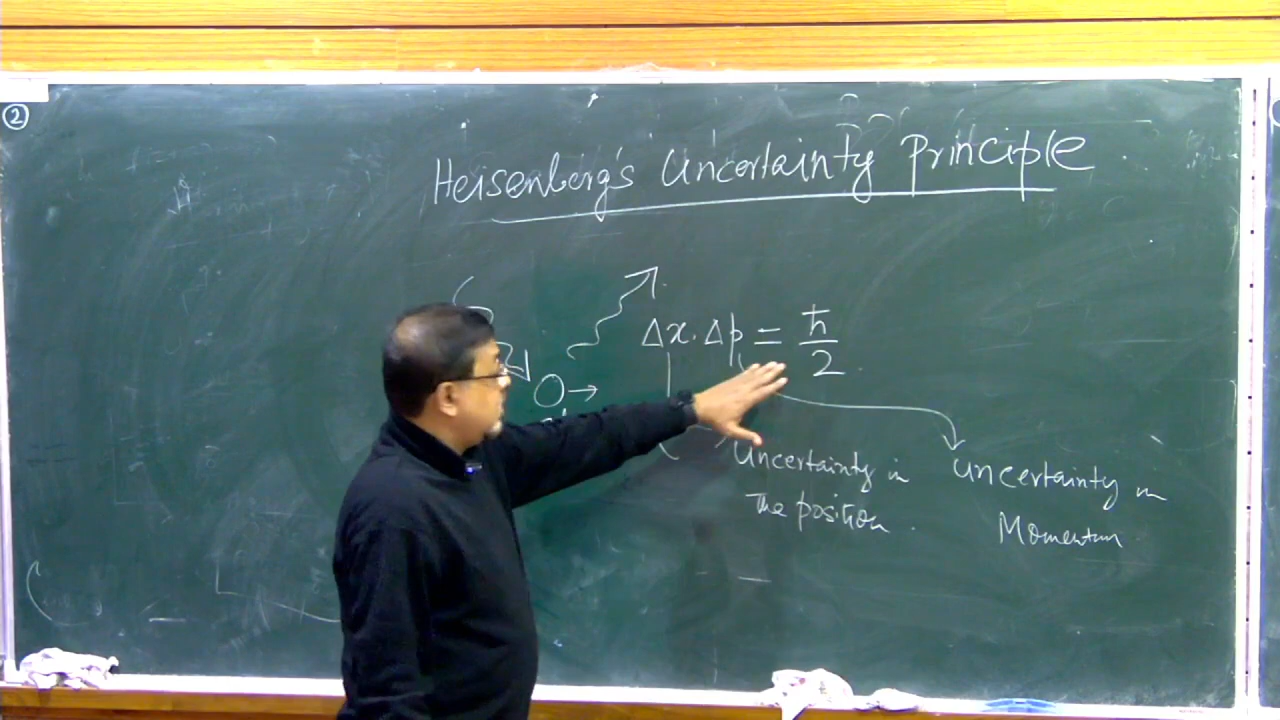 ②
Heisenberg's Uncertainty Principle
Δx. Δp = ℏ/2
Uncertainty in
The position.
Uncertainty in
Momentum